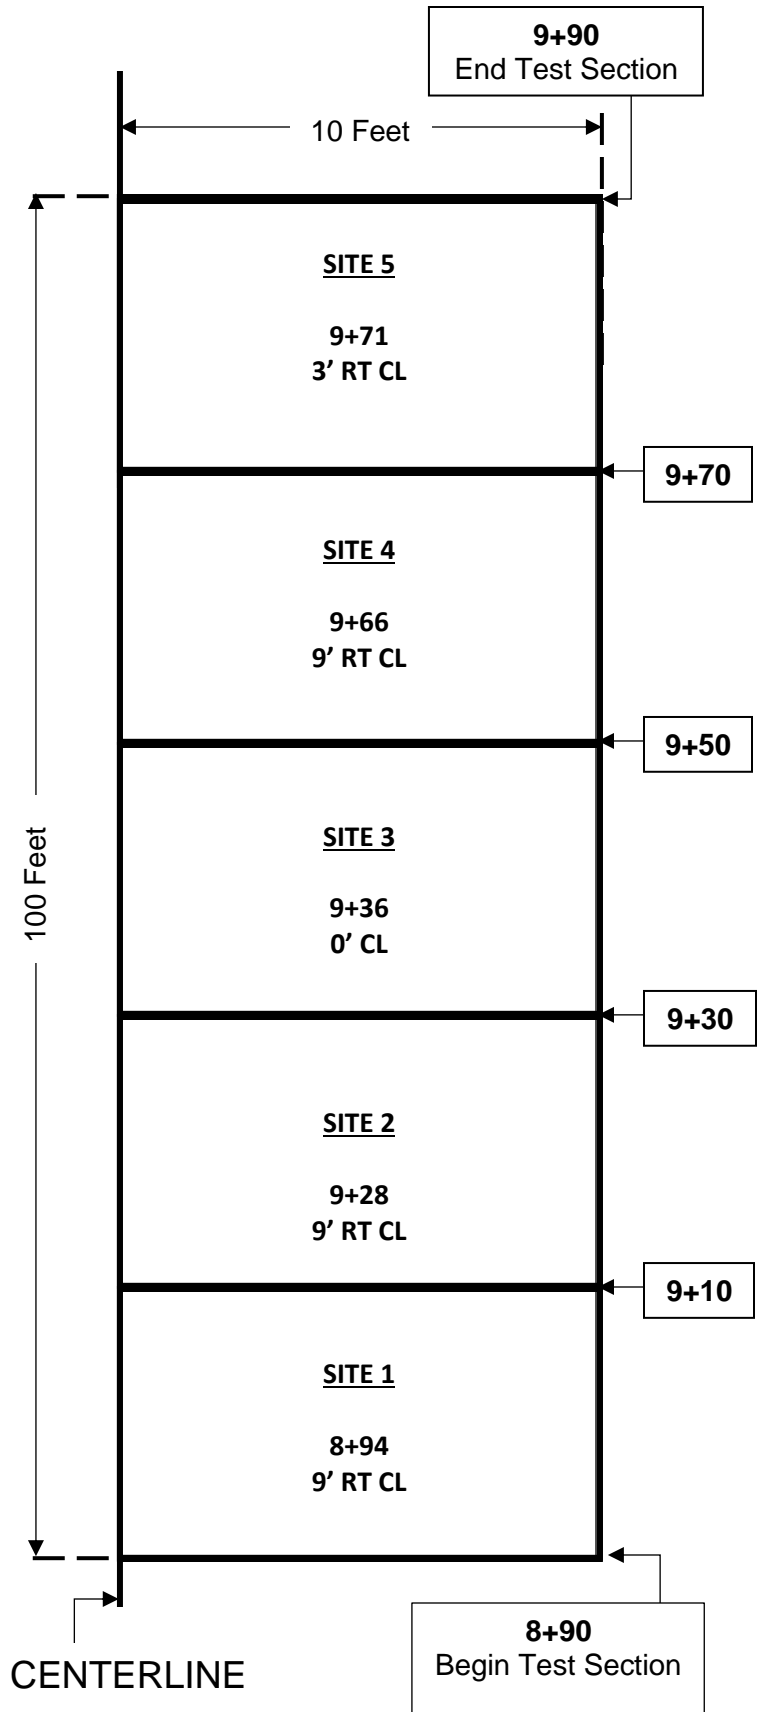 9+90
End Test Section
10 Feet
SITE 5
9+71
3’ RT CL
9+70
SITE 4
9+66
9’ RT CL
9+50
SITE 3
9+36
0’ CL
100 Feet
9+30
SITE 2
9+28
9’ RT CL
9+10
SITE 1
8+94
9’ RT CL
8+90
Begin Test Section
CENTERLINE